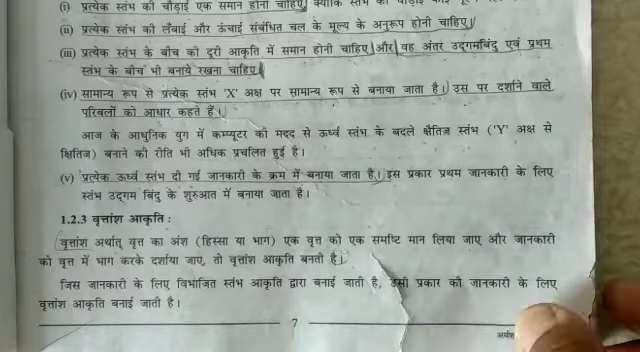 (i) प्रत्येक स्तंभ की चौड़ाई एक समान होनी चाहिए, क्योंकि स्तंभ की चौड़ाई कोई
(ii) प्रत्येक स्तंभ की लँबाई और ऊंचाई संबंधित चल के मूल्य के अनुरूप होनी चाहिए।
(iii) प्रत्येक स्तंभ के बीच की दूरी आकृति में समान होनी चाहिए और वह अंतर उद्गमबिंदु एवं प्रथम
स्तंभ के बीच भी बनाये रखना चाहिए।
(iv) सामान्य रूप से प्रत्येक स्तंभ 'X' अक्ष पर सामान्य रूप से बनाया जाता है। उस पर दर्शाने वाले
परिबलों को आधार कहते हैं।
आज के आधुनिक युग में कम्प्युटर की मदद से ऊर्ध्व स्तंभ के बदले क्षैतिज स्तंभ ('Y' अक्ष से
क्षितिज) बनाने की रीति भी अधिक प्रचलित हुई है।
(v) प्रत्येक ऊर्ध्व स्तंभ दी गई जानकारी के क्रम में बनाया जाता है। इस प्रकार प्रथम जानकारी के लिए
स्तंभ उद्गम बिंदु के शुरुआत में बनाया जाता है।
1.2.3 वृत्तांश आकृति :
वृत्तांश अर्थात् वृत्त का अंश (हिस्सा या भाग) एक वृत्त को एक समष्टि मान लिया जाए और जानकारी
को वृत्त में भाग करके दर्शाया जाए, तो वृत्तांश आकृति बनती है।
जिस जानकारी के लिए विभाजित स्तंभ आकृति द्वारा बनाई जाती है, उसी प्रकार की जानकारी के लिए
वृत्तांश आकृति बनाई जाती है।
7